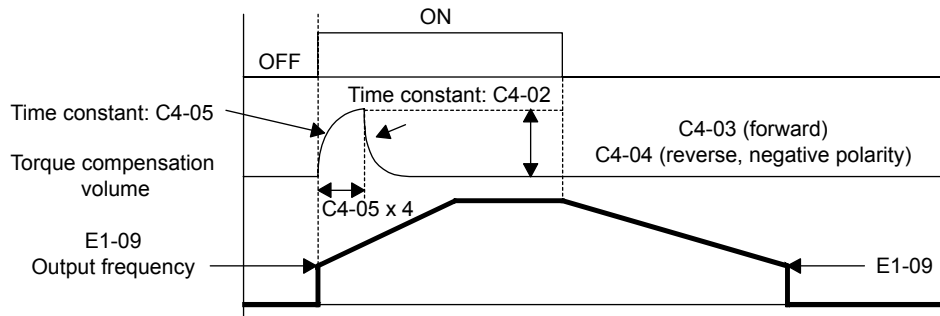 ON
OFF
Time constant: C4-05
Time constant: C4-02
C4-03 (forward)
C4-04 (reverse, negative polarity)
Torque compensation
volume
C4-05 x 4
E1-09
Output frequency
E1-09